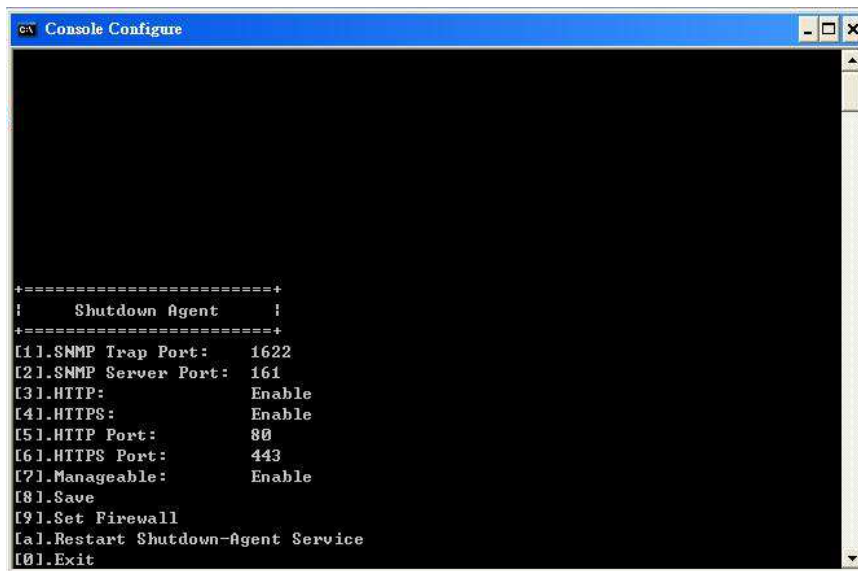 Console Configure
+========================+
¦ Shutdown Agent ¦
+========================+
[1].SNMP Trap Port: 1622
[2].SNMP Server Port: 161
[3].HTTP: Enable
[4].HTTPS: Enable
[5].HTTP Port: 80
[6].HTTPS Port: 443
[7].Manageable: Enable
[8].Save
[9].Set Firewall
[a].Restart Shutdown-Agent Service
[0].Exit